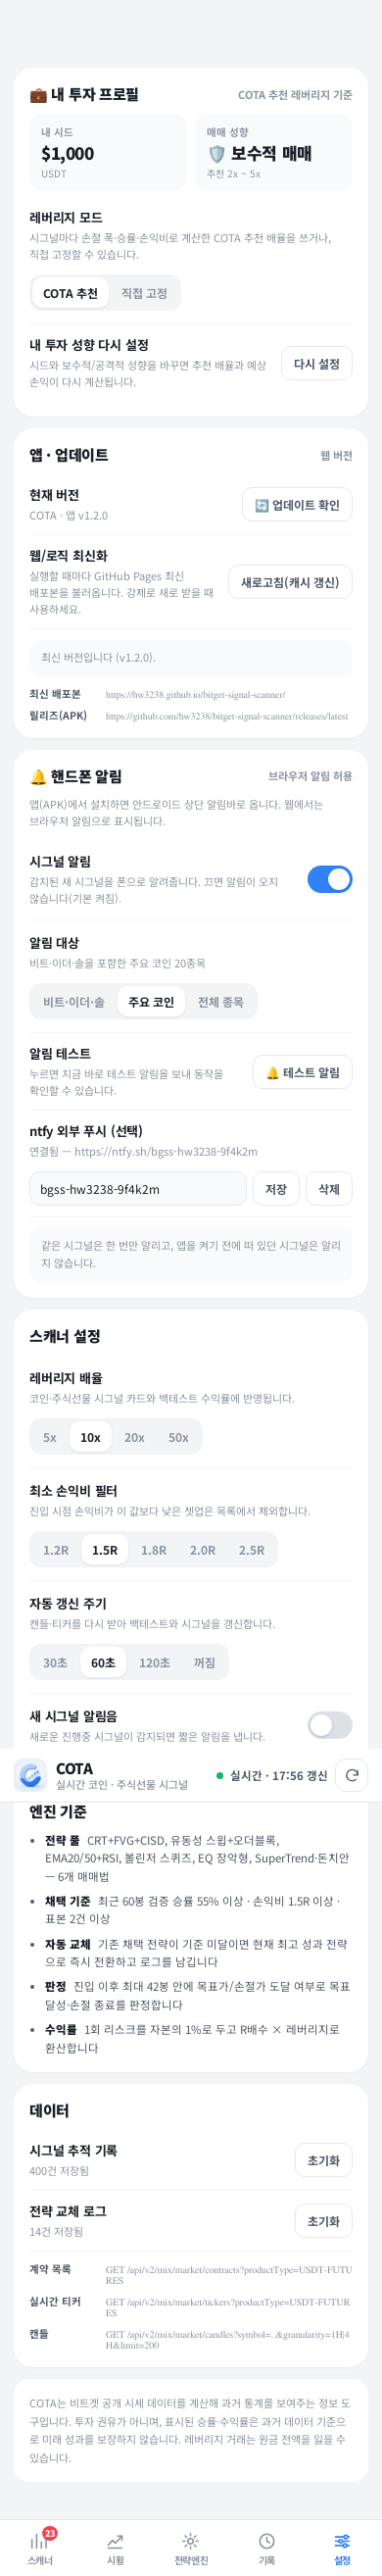 💼 내 투자 프로필
COTA 추천 레버리지 기준
내 시드
$1,000
USDT
매매 성향
🛡️ 보수적 매매
추천 2x ~ 5x
레버리지 모드
시그널마다 손절 폭·승률·손익비로 계산한 COTA 추천 배율을 쓰거나,
직접 고정할 수 있습니다.
COTA 추천 직접 고정
내 투자 성향 다시 설정
시드와 보수적/공격적 성향을 바꾸면 추천 배율과 예상
손익이 다시 계산됩니다.
다시 설정
앱 · 업데이트
웹 버전
현재 버전
COTA · 앱 v1.2.0
🔄 업데이트 확인
웹/로직 최신화
실행할 때마다 GitHub Pages 최신
배포본을 불러옵니다. 강제로 새로 받을 때
사용하세요.
새로고침(캐시 갱신)
최신 버전입니다 (v1.2.0).
최신 배포본 https://hw3238.github.io/bitget-signal-scanner/
릴리즈(APK) https://github.com/hw3238/bitget-signal-scanner/releases/latest
🔔 핸드폰 알림
브라우저 알림 허용
앱(APK)에서 설치하면 안드로이드 상단 알림바로 옵니다. 웹에서는
브라우저 알림으로 표시됩니다.
시그널 알림
감지된 새 시그널을 폰으로 알려줍니다. 끄면 알림이 오지
않습니다(기본 켜짐).
알림 대상
비트·이더·솔을 포함한 주요 코인 20종목
비트·이더·솔 주요 코인 전체 종목
알림 테스트
누르면 지금 바로 테스트 알림을 보내 동작을
확인할 수 있습니다.
🔔 테스트 알림
ntfy 외부 푸시 (선택)
연결됨 — https://ntfy.sh/bgss-hw3238-9f4k2m
bgss-hw3238-9f4k2m 저장 삭제
같은 시그널은 한 번만 알리고, 앱을 켜기 전에 떠 있던 시그널은 알리
지 않습니다.
스캐너 설정
레버리지 배율
코인·주식선물 시그널 카드와 백테스트 수익률에 반영됩니다.
5x 10x 20x 50x
최소 손익비 필터
진입 시점 손익비가 이 값보다 낮은 셋업은 목록에서 제외합니다.
1.2R 1.5R 1.8R 2.0R 2.5R
자동 갱신 주기
캔들·티커를 다시 받아 백테스트와 시그널을 갱신합니다.
30초 60초 120초 꺼짐
새 시그널 알림음
새로운 진행중 시그널이 감지되면 짧은 알림을 냅니다.
COTA
실시간 코인 · 주식선물 시그널
실시간 · 17:56 갱신
엔진 기준
• 전략 풀 CRT+FVG+CISD, 유동성 스윕+오더블록,
EMA20/50+RSI, 볼린저 스퀴즈, EQ 장악형, SuperTrend·돈치안
— 6개 매매법
• 채택 기준 최근 60봉 검증 승률 55% 이상 · 손익비 1.5R 이상 ·
표본 2건 이상
• 자동 교체 기존 채택 전략이 기준 미달이면 현재 최고 성과 전략
으로 즉시 전환하고 로그를 남깁니다
• 판정 진입 이후 최대 42봉 안에 목표가/손절가 도달 여부로 목표
달성·손절 종료를 판정합니다
• 수익률 1회 리스크를 자본의 1%로 두고 R배수 × 레버리지로
환산합니다
데이터
시그널 추적 기록
400건 저장됨
초기화
전략 교체 로그
14건 저장됨
초기화
계약 목록 GET /api/v2/mix/market/contracts?productType=USDT-FUTU
RES
실시간 티커 GET /api/v2/mix/market/tickers?productType=USDT-FUTUR
ES
캔들 GET /api/v2/mix/market/candles?symbol=..&granularity=1H|4
H&limit=200
COTA는 비트겟 공개 시세 데이터를 계산해 과거 통계를 보여주는 정보 도
구입니다. 투자 권유가 아니며, 표시된 승률·수익률은 과거 데이터 기준으
로 미래 성과를 보장하지 않습니다. 레버리지 거래는 원금 전액을 잃을 수
있습니다.
23
스캐너 시황 전략엔진 기록 설정